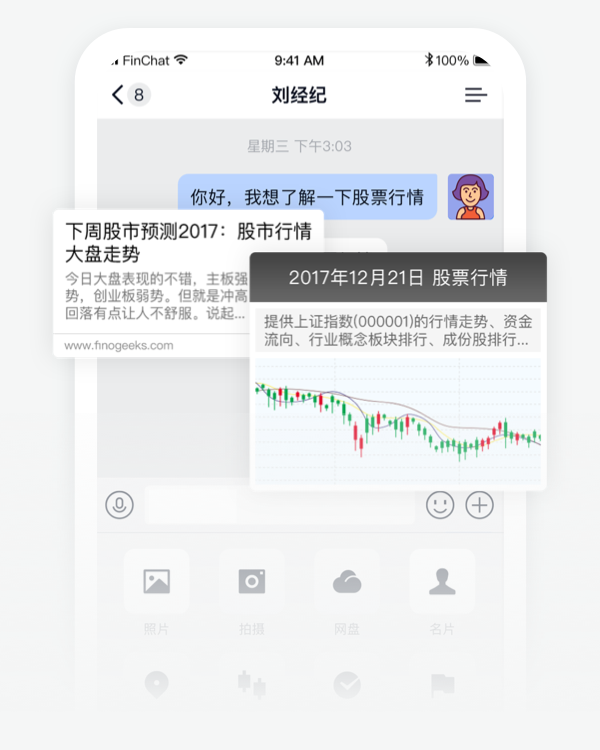 FinChat 9:41 AM 100%
8 刘经纪
星期三 下午3:03
你好，我想了解一下股票行情
下周股市预测2017：股市行情
大盘走势
今日大盘表现的不错，主板强
势，创业板弱势。但就是冲高
回落有点让人不舒服。说起...
www.finogeeks.com
2017年12月21日 股票行情
提供上证指数(000001)的行情走势、资金
流向、行业概念板块排行、成份股排行...
照片 拍摄 网盘 名片